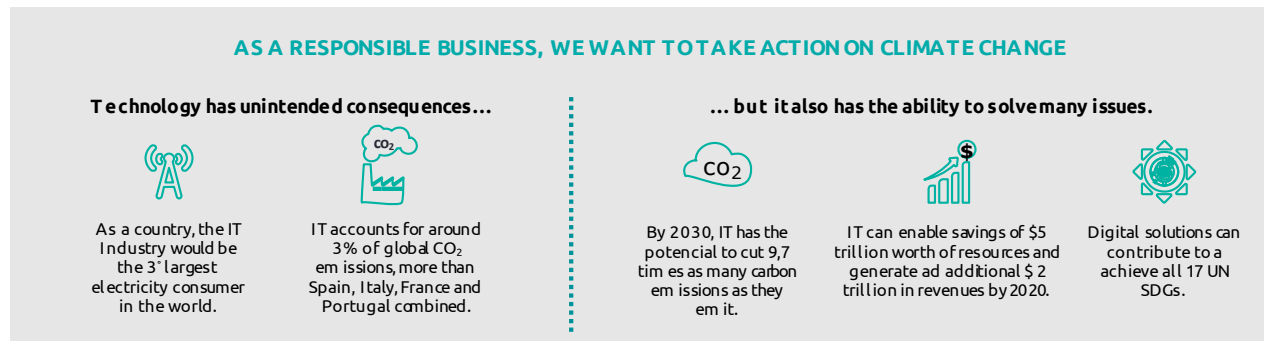 AS A RESPONSIBLE BUSINESS, WE WANT TO TAKE ACTION ON CLIMATE CHANGE
Technology has unintended consequences...
As a country, the IT
Industry would be
the 3° largest
electricity consumer
in the world.
CO₂
IT accounts for around
3% of global CO₂
emissions, more than
Spain, Italy, France and
Portugal combined.
... but it also has the ability to solve many issues.
CO₂
By 2030, IT has the
potencial to cut 9,7
times as many carbon
emissions as they
emit.
$
IT can enable savings of $5
trillion worth of resources and
generate ad additional $ 2
trillion in revenues by 2020.
Digital solutions can
contribute to a
achieve all 17 UN
SDGs.